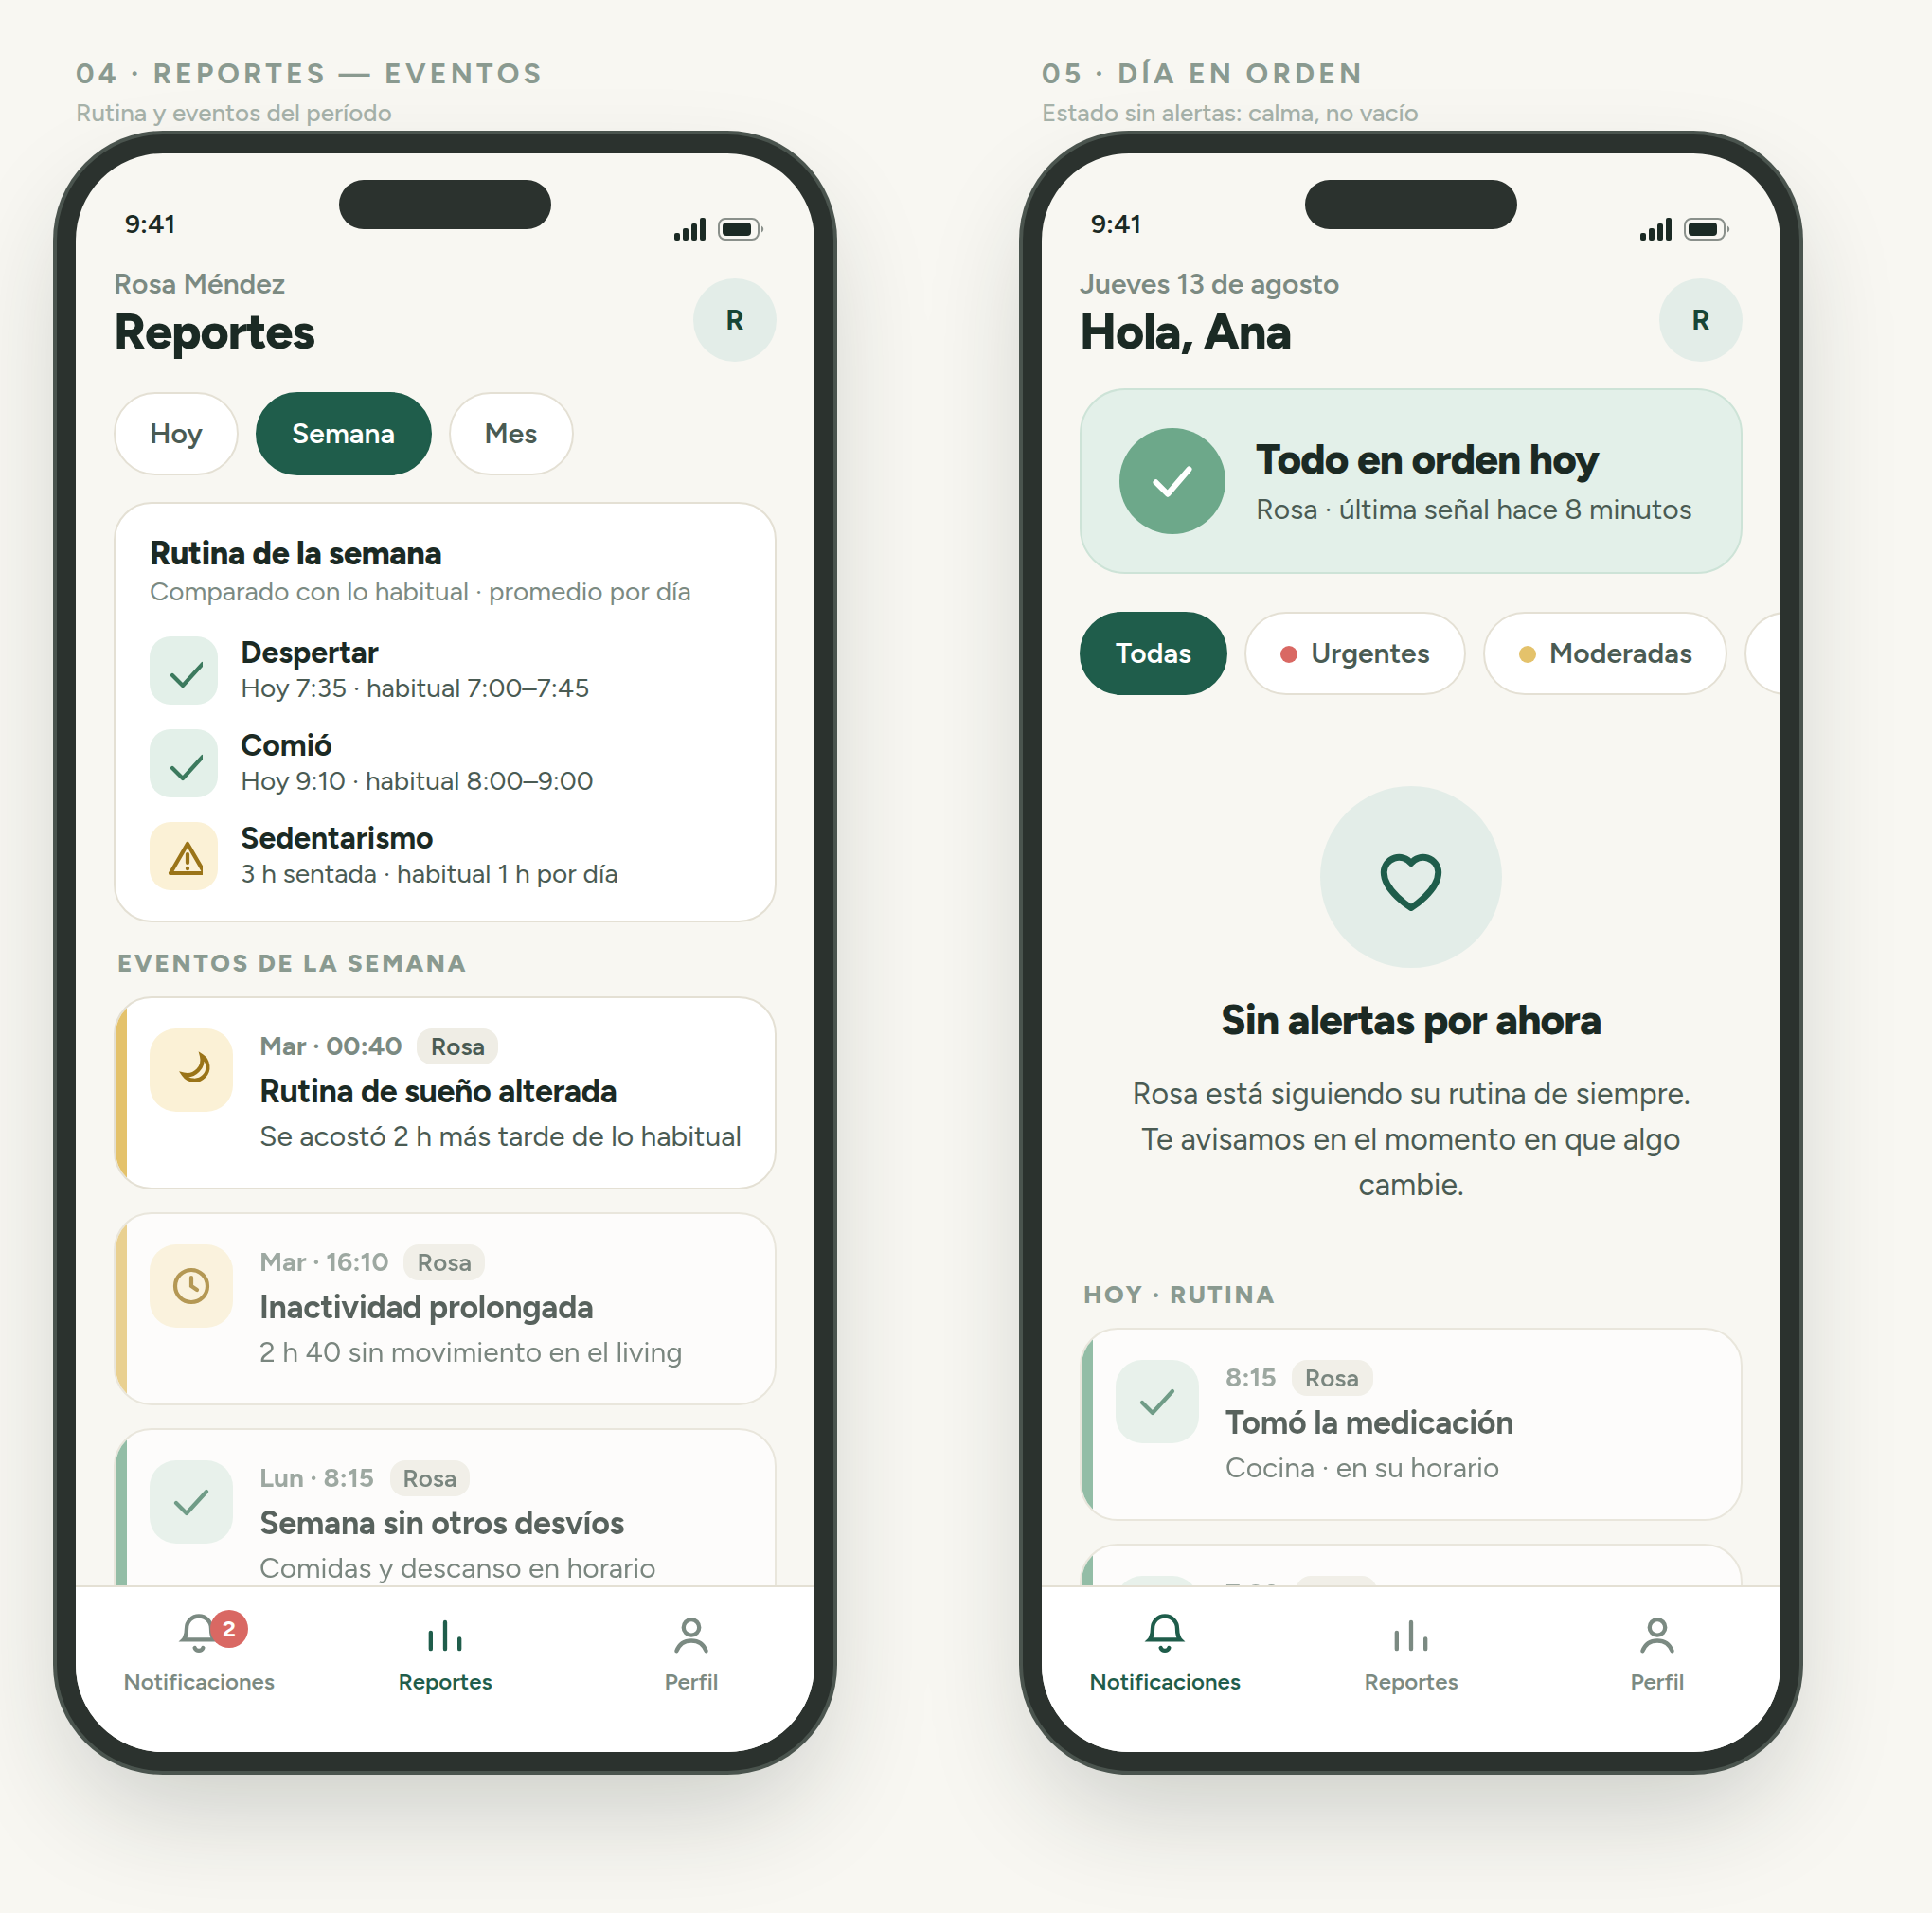 04 · REPORTES — EVENTOS
Rutina y eventos del período
9:41
Rosa Méndez
Reportes
R
Hoy
Semana
Mes
Rutina de la semana
Comparado con lo habitual · promedio por día
Despertar
Hoy 7:35 · habitual 7:00–7:45
Comió
Hoy 9:10 · habitual 8:00–9:00
Sedentarismo
3 h sentada · habitual 1 h por día
EVENTOS DE LA SEMANA
Mar · 00:40 Rosa
Rutina de sueño alterada
Se acostó 2 h más tarde de lo habitual
Mar · 16:10 Rosa
Inactividad prolongada
2 h 40 sin movimiento en el living
Lun · 8:15 Rosa
Semana sin otros desvíos
Comidas y descanso en horario
2
Notificaciones
Reportes
Perfil
05 · DÍA EN ORDEN
Estado sin alertas: calma, no vacío
9:41
Jueves 13 de agosto
Hola, Ana
R
Todo en orden hoy
Rosa · última señal hace 8 minutos
Todas
Urgentes
Moderadas
Sin alertas por ahora
Rosa está siguiendo su rutina de siempre.
Te avisamos en el momento en que algo
cambie.
HOY · RUTINA
8:15 Rosa
Tomó la medicación
Cocina · en su horario
Notificaciones
Reportes
Perfil